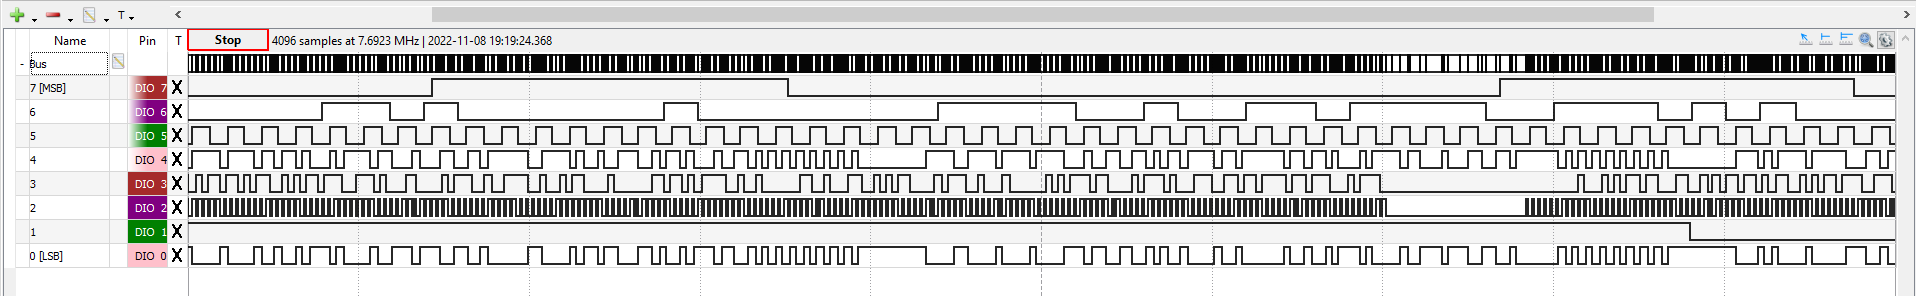 T
Name Pin T Stop 4096 samples at 7.6923 MHz | 2022-11-08 19:19:24.368
- Bus
7 [MSB] DIO 7 X
6 DIO 6 X
5 DIO 5 X
4 DIO 4 X
3 DIO 3 X
2 DIO 2 X
1 DIO 1 X
0 [LSB] DIO 0 X